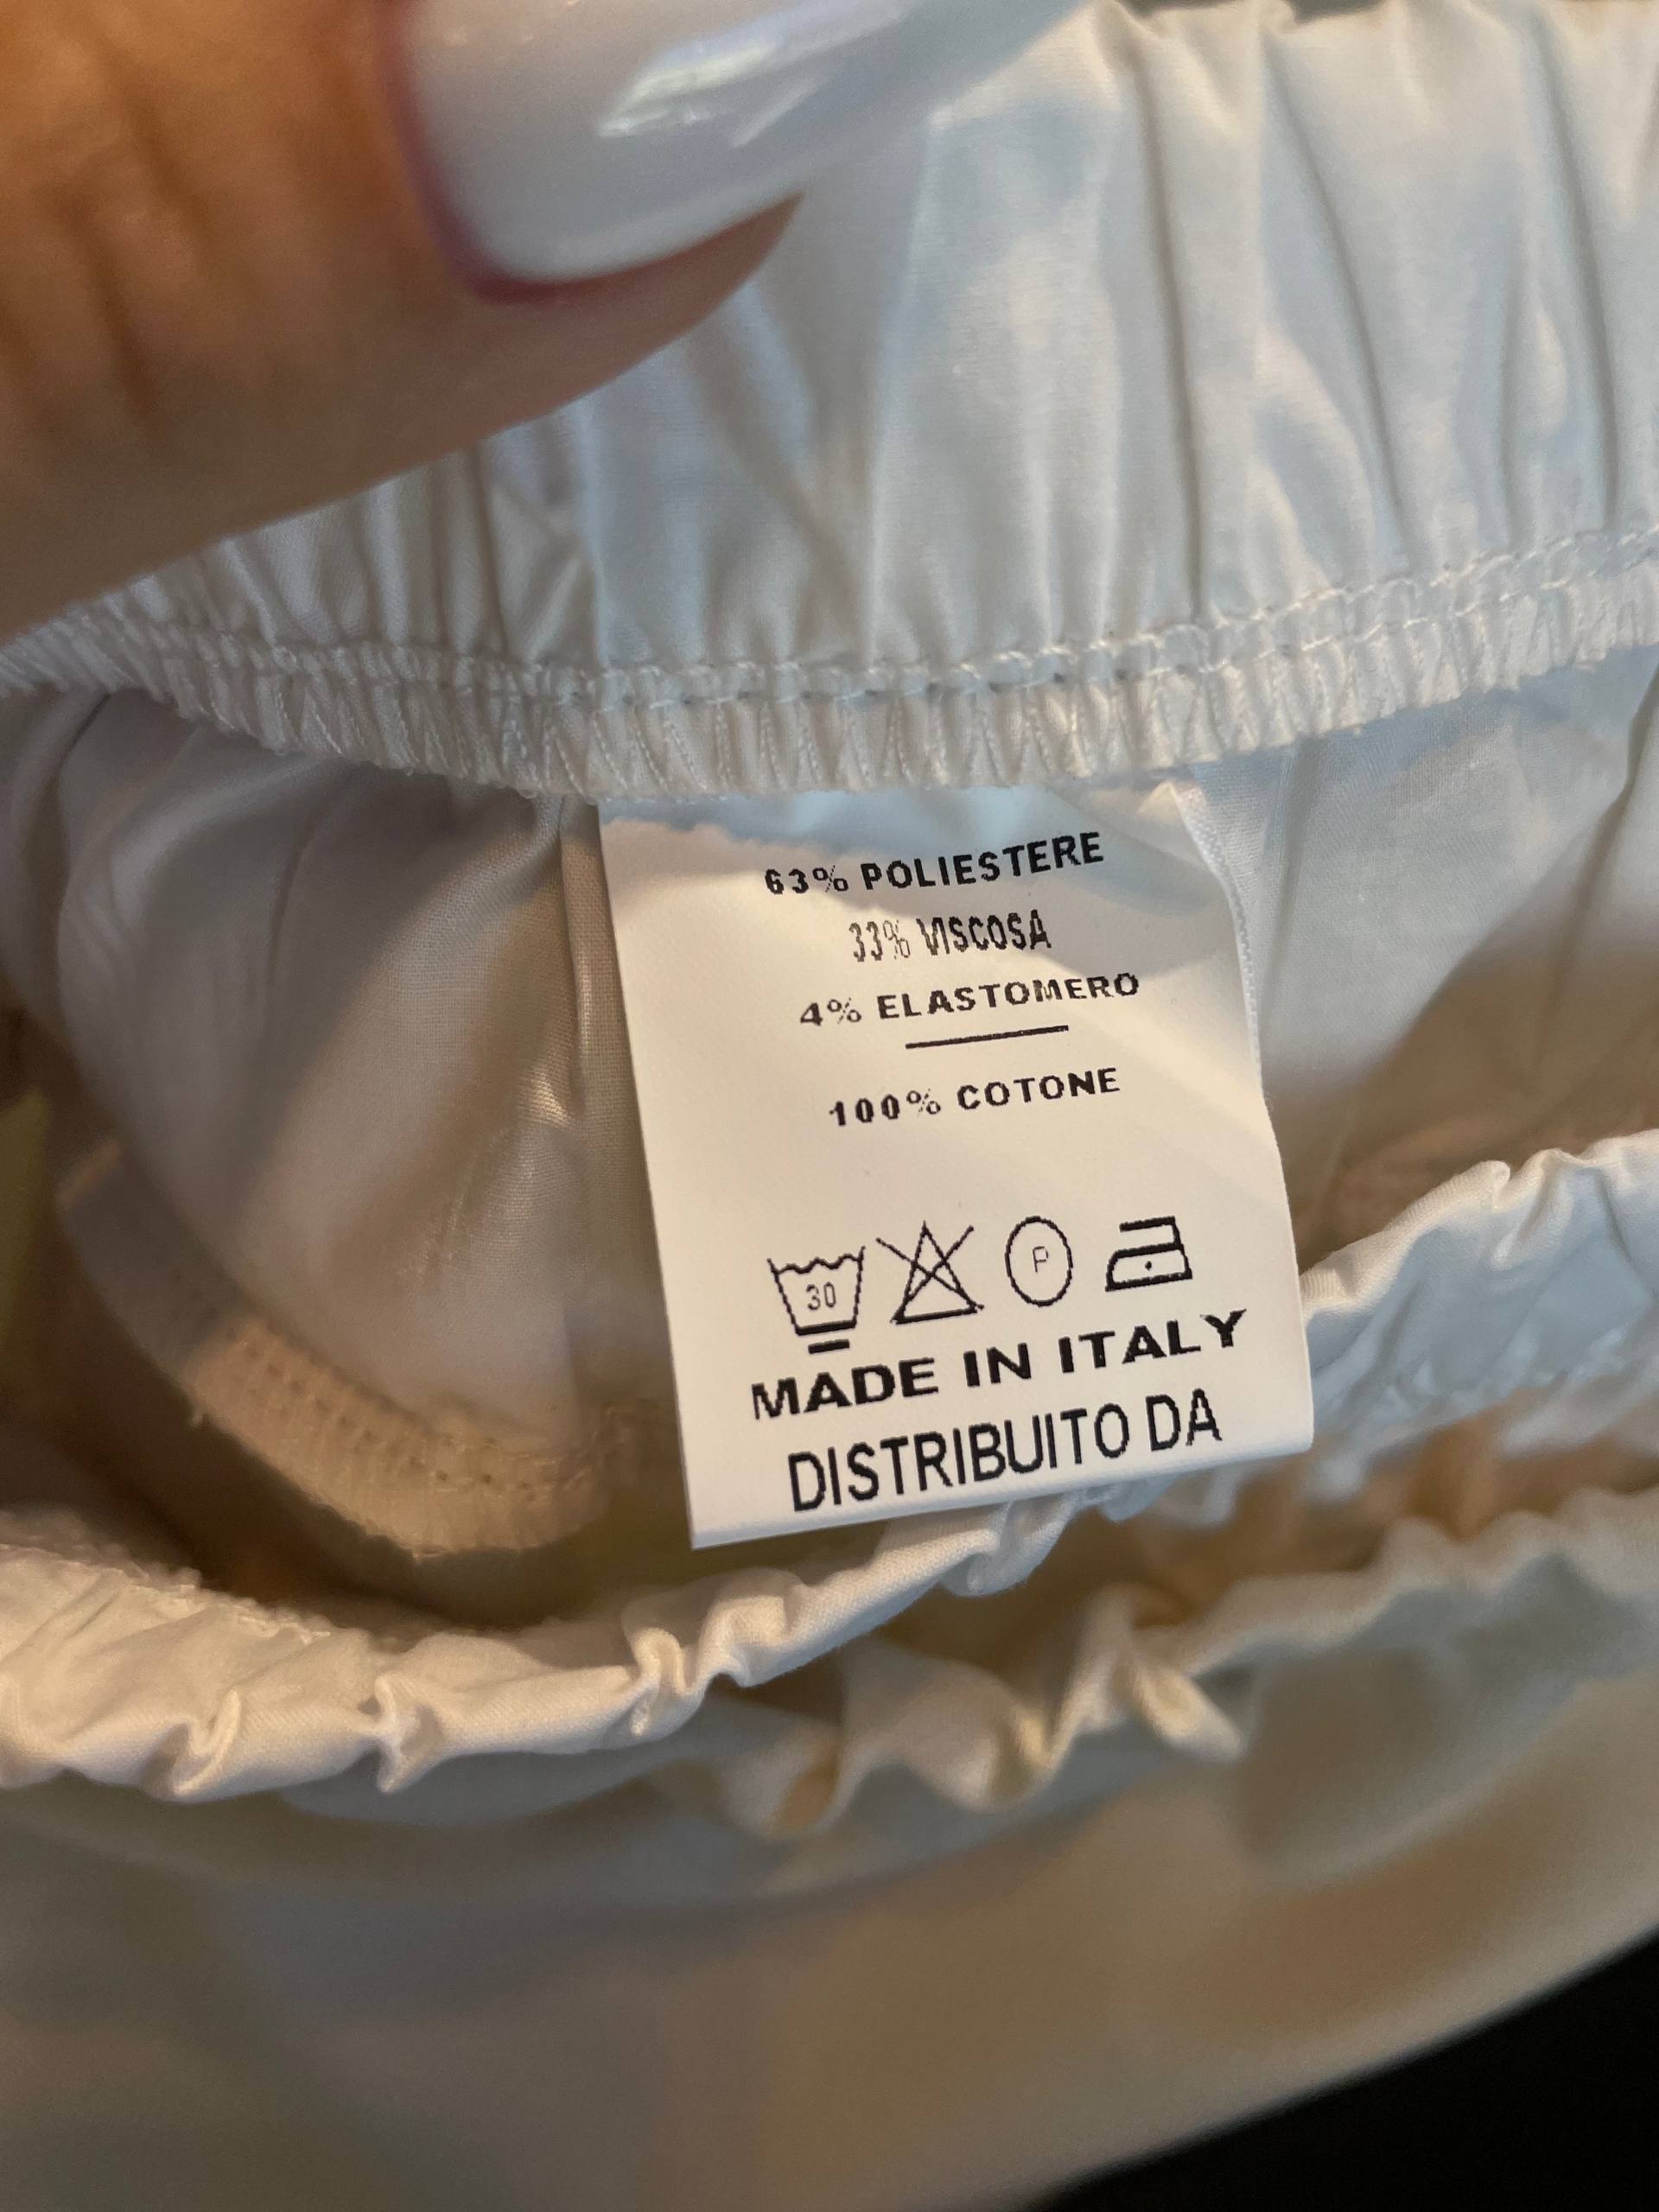 63% POLIESTERE
33% VISCOSA
4% ELASTOMERO
100% COTONE
30 P
MADE IN ITALY
DISTRIBUITO DA